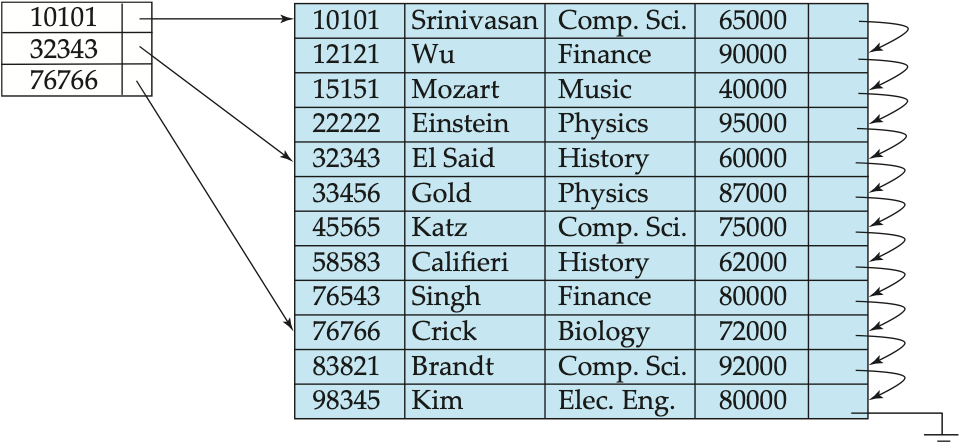 10101
32343
76766
10101 Srinivasan Comp. Sci. 65000
12121 Wu Finance 90000
15151 Mozart Music 40000
22222 Einstein Physics 95000
32343 El Said History 60000
33456 Gold Physics 87000
45565 Katz Comp. Sci. 75000
58583 Califieri History 62000
76543 Singh Finance 80000
76766 Crick Biology 72000
83821 Brandt Comp. Sci. 92000
98345 Kim Elec. Eng. 80000